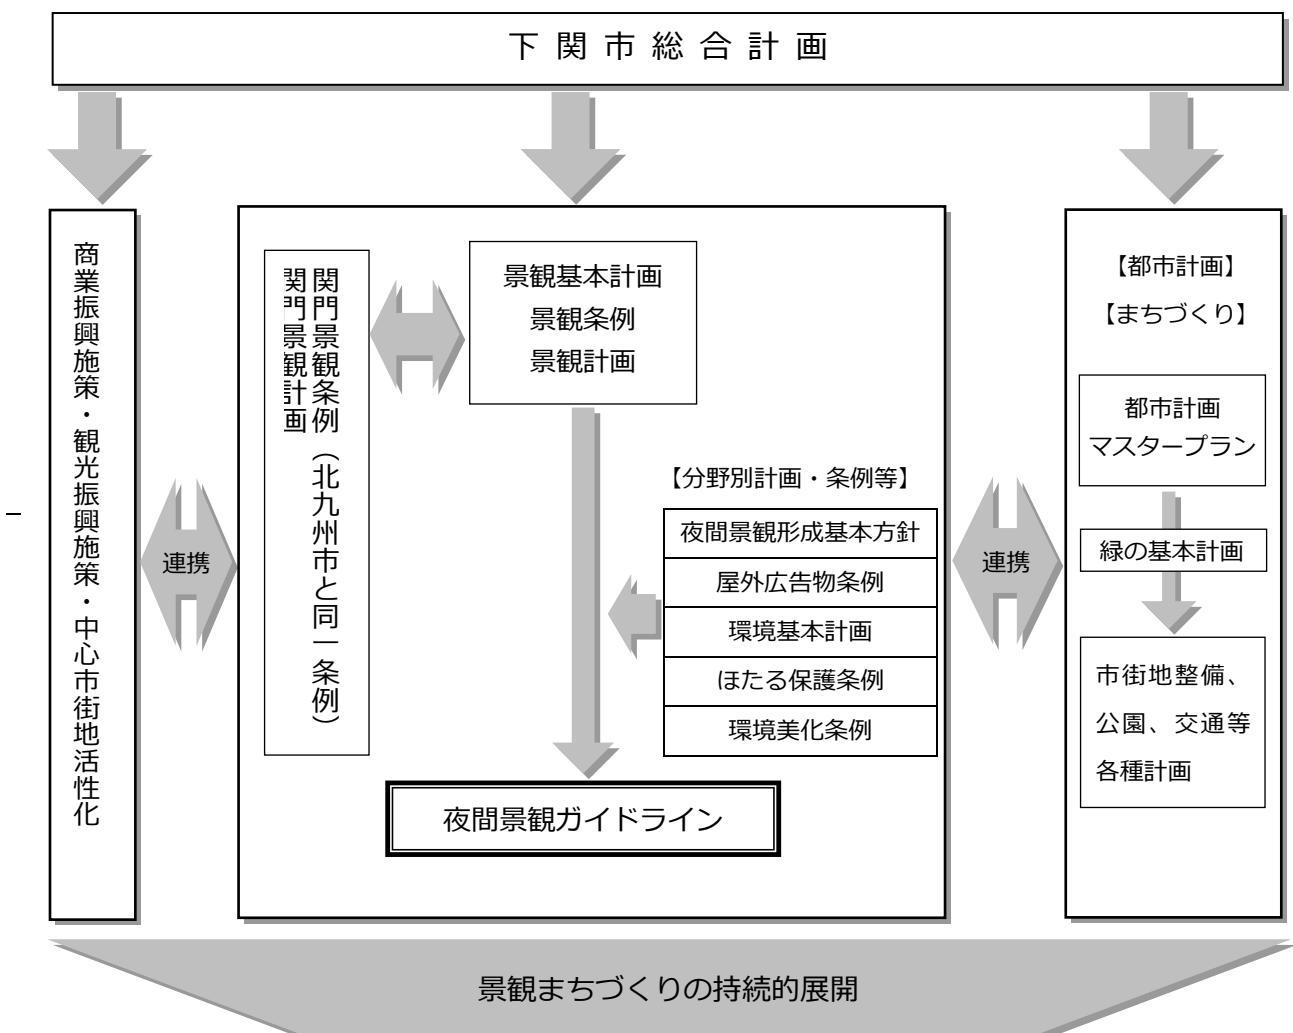 下関市総合計画
商業振興施策・観光振興施策・中心市街地活性化
連携
関門景観条例（北九州市と同一条例）
関門景観計画
景観基本計画
景観条例
景観計画
【分野別計画・条例等】
夜間景観形成基本方針
屋外広告物条例
環境基本計画
ほたる保護条例
環境美化条例
夜間景観ガイドライン
連携
【都市計画】
【まちづくり】
都市計画
マスタープラン
緑の基本計画
市街地整備、
公園、交通等
各種計画
景観まちづくりの持続的展開